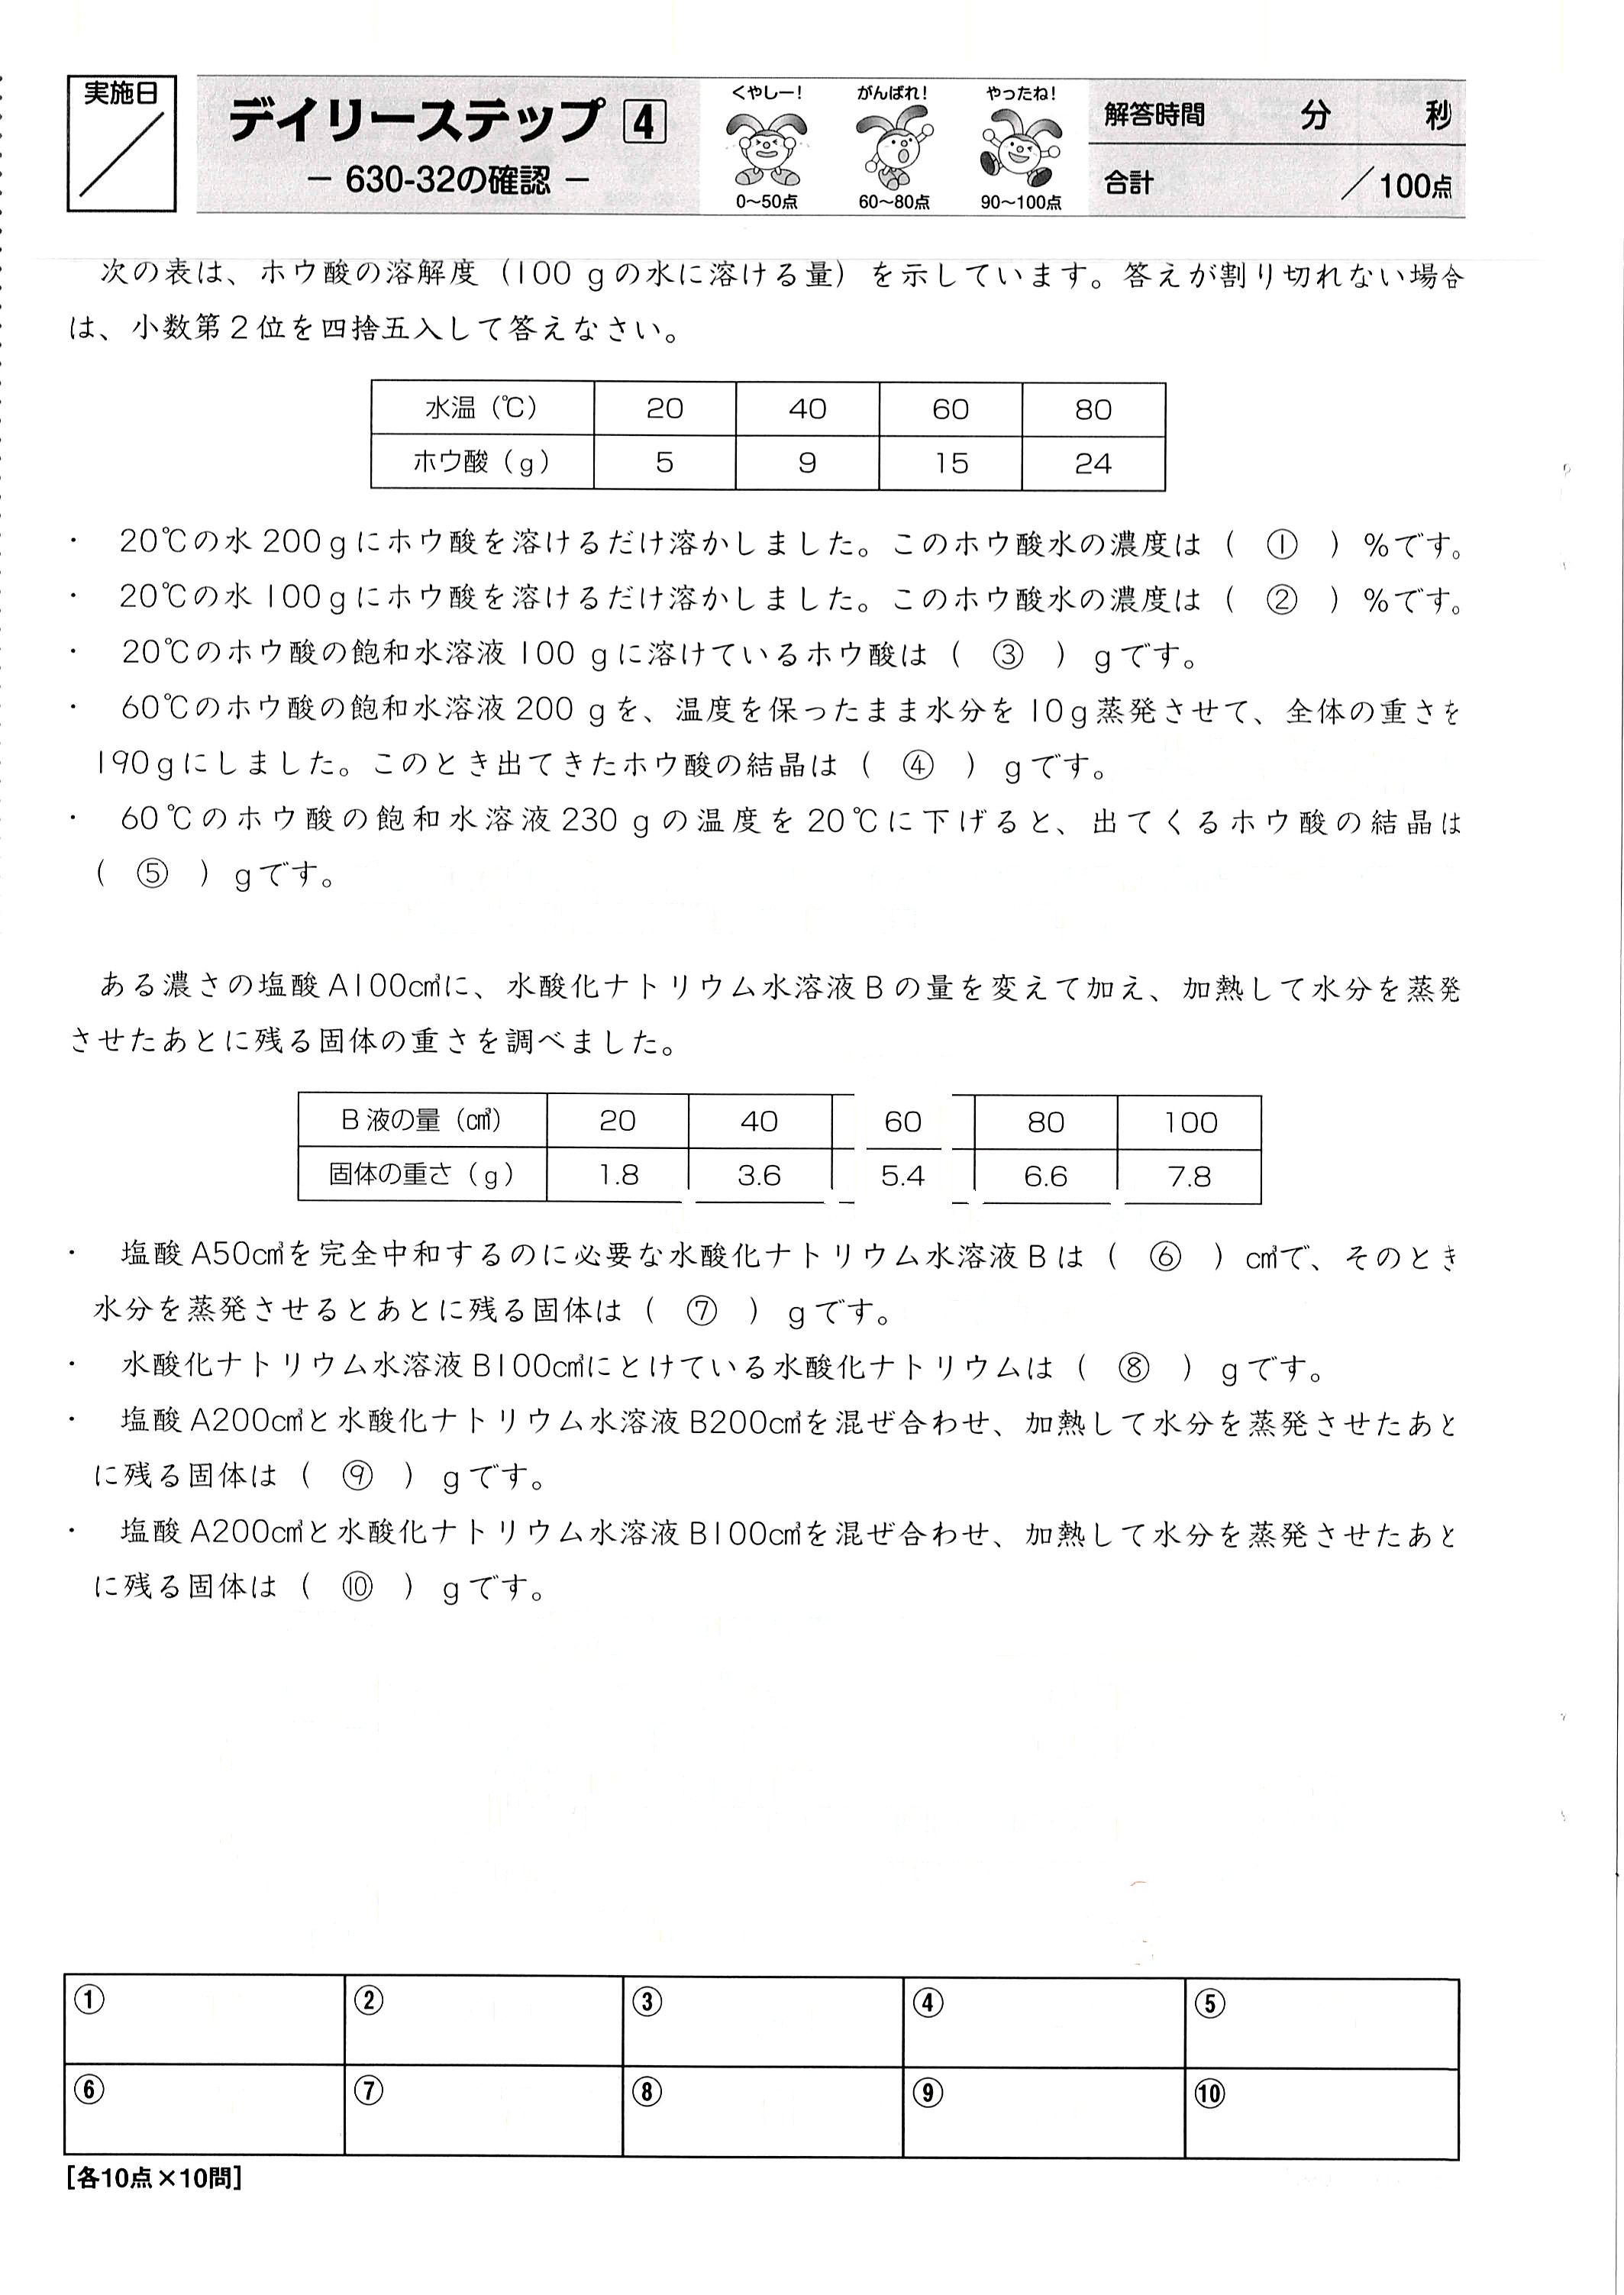 実施日
デイリーステップ 4
− 630-32の確認 −
くやしー! がんばれ! やったね!
0〜50点 60〜80点 90〜100点
解答時間 分 秒
合計 ／100点
次の表は、ホウ酸の溶解度（100 gの水に溶ける量）を示しています。答えが割り切れない場合
は、小数第2位を四捨五入して答えなさい。
水温（℃） 20 40 60 80
ホウ酸（g） 5 9 15 24
・ 20℃の水200gにホウ酸を溶けるだけ溶かしました。このホウ酸水の濃度は（ ① ）%です。
・ 20℃の水100gにホウ酸を溶けるだけ溶かしました。このホウ酸水の濃度は（ ② ）%です。
・ 20℃のホウ酸の飽和水溶液100 gに溶けているホウ酸は（ ③ ）gです。
・ 60℃のホウ酸の飽和水溶液200 gを、温度を保ったまま水分を10g蒸発させて、全体の重さを
190gにしました。このとき出てきたホウ酸の結晶は（ ④ ）gです。
・ 60℃のホウ酸の飽和水溶液230 gの温度を20℃に下げると、出てくるホウ酸の結晶は
（ ⑤ ）gです。
ある濃さの塩酸A100㎤に、水酸化ナトリウム水溶液Bの量を変えて加え、加熱して水分を蒸発
させたあとに残る固体の重さを調べました。
B液の量（㎤） 20 40 60 80 100
固体の重さ（g） 1.8 3.6 5.4 6.6 7.8
・ 塩酸A50㎤を完全中和するのに必要な水酸化ナトリウム水溶液Bは（ ⑥ ）㎤で、そのとき
水分を蒸発させるとあとに残る固体は（ ⑦ ）gです。
・ 水酸化ナトリウム水溶液B100㎤にとけている水酸化ナトリウムは（ ⑧ ）gです。
・ 塩酸A200㎤と水酸化ナトリウム水溶液B200㎤を混ぜ合わせ、加熱して水分を蒸発させたあと
に残る固体は（ ⑨ ）gです。
・ 塩酸A200㎤と水酸化ナトリウム水溶液B100㎤を混ぜ合わせ、加熱して水分を蒸発させたあと
に残る固体は（ ⑩ ）gです。
① ② ③ ④ ⑤
⑥ ⑦ ⑧ ⑨ ⑩
[各10点×10問]